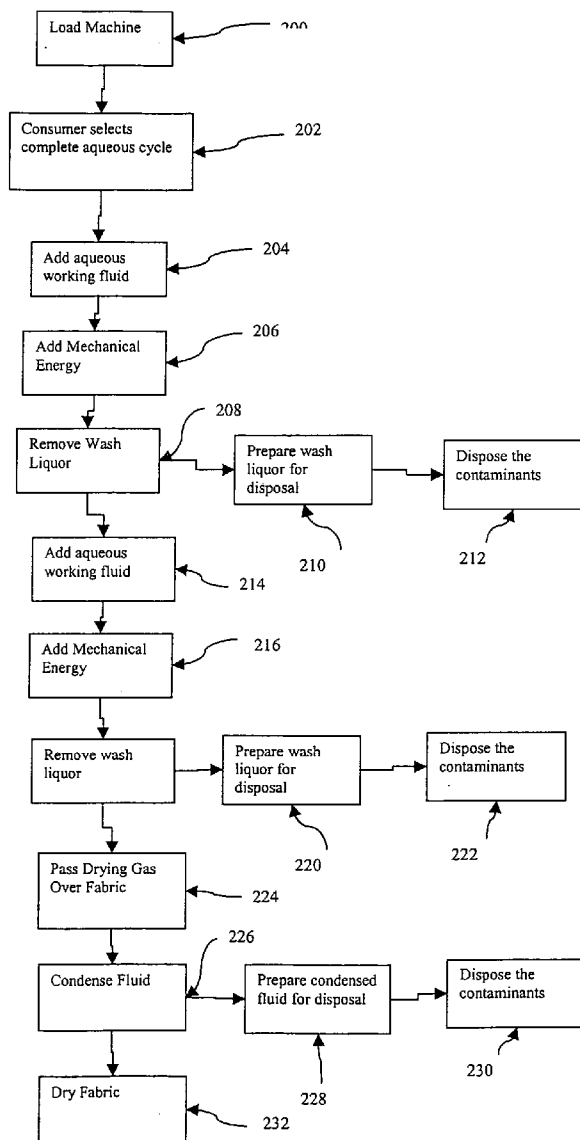 Load Machine
Consumer selects
complete aqueous cycle
202
Add aqueous
working fluid
204
Add Mechanical
Energy
206
Remove Wash
Liquor
208
Prepare wash
liquor for
disposal
210
Dispose the
contaminants
212
Add aqueous
working fluid
214
Add Mechanical
Energy
216
Remove wash
liquor
Prepare wash
liquor for
disposal
220
Dispose the
contaminants
222
Pass Drying Gas
Over Fabric
224
Condense Fluid
226
Prepare condensed
fluid for disposal
228
Dispose the
contaminants
230
Dry Fabric
232